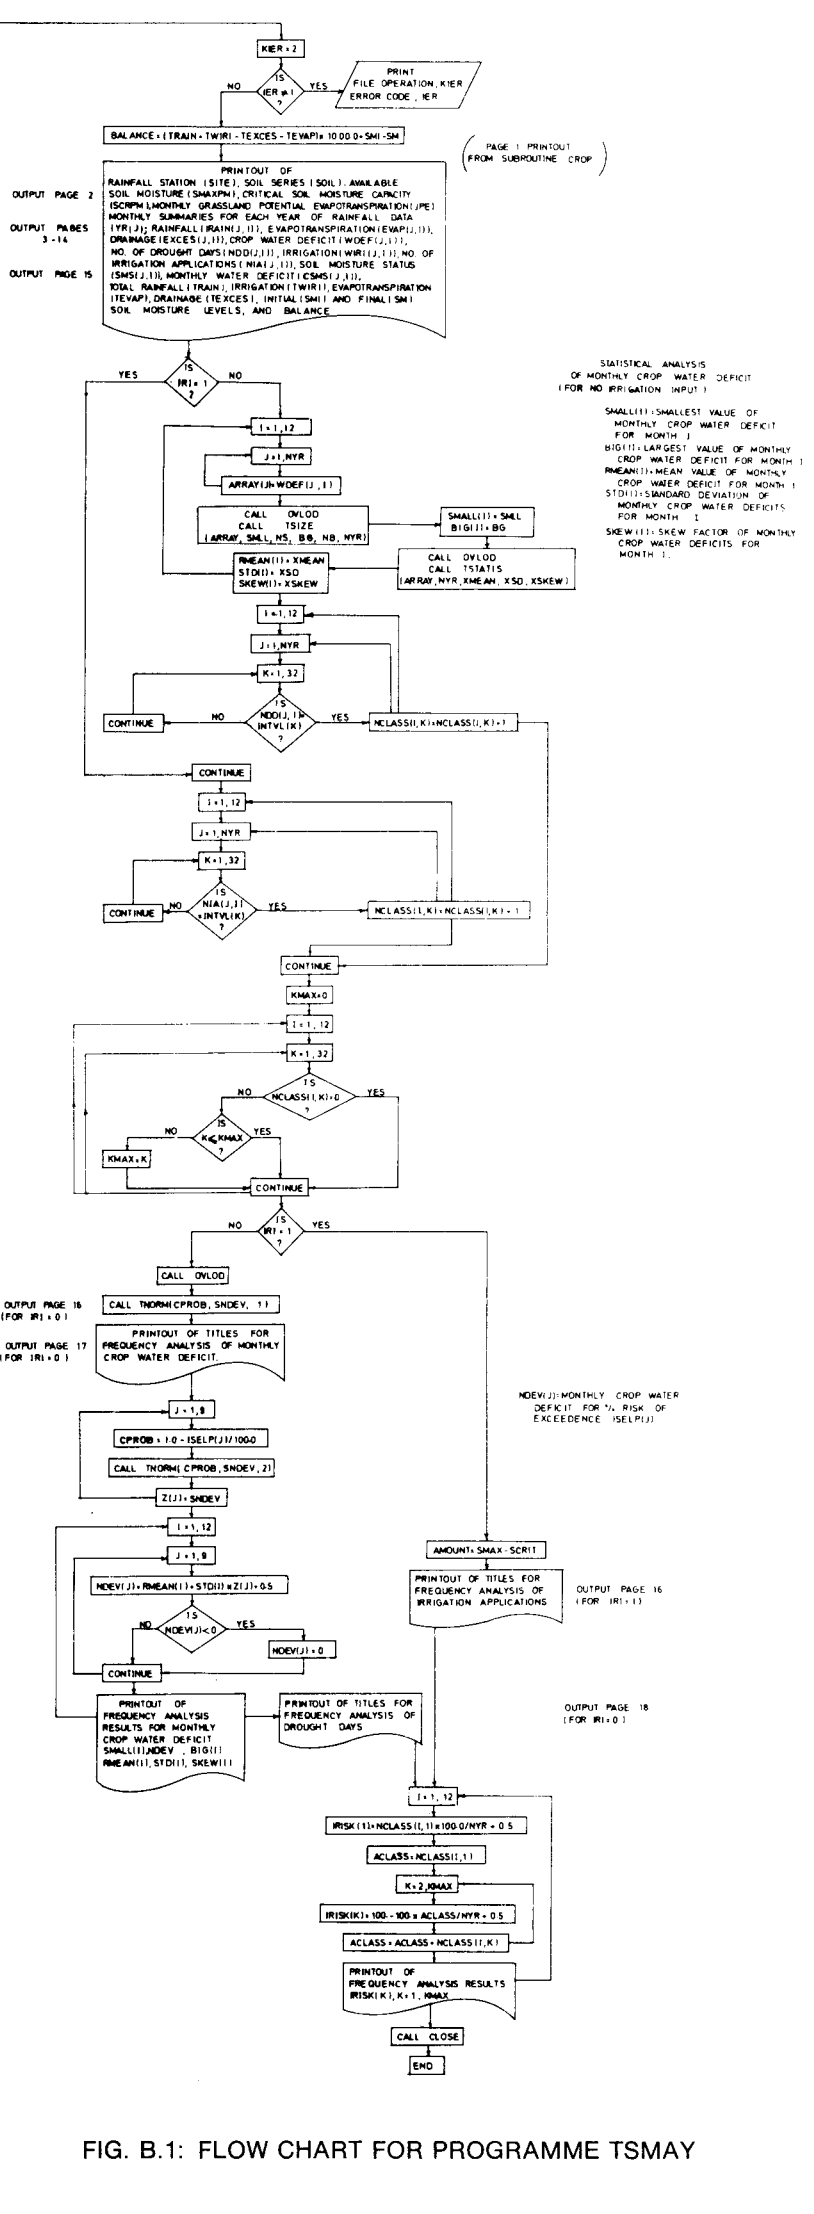 KIER = 2
IS
IER ≠ 1
?
NO
YES
PRINT
FILE OPERATION, KIER
ERROR CODE, IER
BALANCE = (TRAIN + TWIRI - TEXCES - TEVAP) * 1000.0 + SMI - SM
(PAGE 1 PRINTOUT
FROM SUBROUTINE CROP)
PRINTOUT OF
RAINFALL STATION (SITE), SOIL SERIES (SOIL), AVAILABLE
SOIL MOISTURE (SMAXPM), CRITICAL SOIL MOISTURE CAPACITY
(SCRPM), MONTHLY GRASSLAND POTENTIAL EVAPOTRANSPIRATION (JPE)
MONTHLY SUMMARIES FOR EACH YEAR OF RAINFALL DATA
(YR(J); RAINFALL (RAIN(J,I)), EVAPOTRANSPIRATION (EVAP(J,I)),
DRAINAGE (EXCES(J,I)), CROP WATER DEFICIT (WDEF(J,I)),
NO. OF DROUGHT DAYS (NDD(J,I)), IRRIGATION (WIRI(J,I)), NO. OF
IRRIGATION APPLICATIONS (NIA(J,I)), SOIL MOISTURE STATUS
(SMS(J,I)), MONTHLY WATER DEFICIT (CSMS(J,I)),
TOTAL RAINFALL (TRAIN), IRRIGATION (TWIRI), EVAPOTRANSPIRATION
(TEVAP), DRAINAGE (TEXCES), INITIAL (SMI) AND FINAL (SM)
SOIL MOISTURE LEVELS, AND BALANCE
OUTPUT PAGE 2
OUTPUT PAGES
3 - 14
OUTPUT PAGE 15
IS
IRI = 1
?
YES
NO
STATISTICAL ANALYSIS
OF MONTHLY CROP WATER DEFICIT
(FOR NO IRRIGATION INPUT)
SMALL(I): SMALLEST VALUE OF
MONTHLY CROP WATER DEFICIT
FOR MONTH I
BIG(I): LARGEST VALUE OF MONTHLY
CROP WATER DEFICIT FOR MONTH I
RMEAN(I): MEAN VALUE OF MONTHLY
CROP WATER DEFICIT FOR MONTH I
STD(I): STANDARD DEVIATION OF
MONTHLY CROP WATER DEFICITS
FOR MONTH I
SKEW(I): SKEW FACTOR OF MONTHLY
CROP WATER DEFICITS FOR
MONTH I.
I = 1, 12
J = 1, NYR
ARRAY(J) = WDEF(J, I)
CALL OVLOD
CALL TSIZE
(ARRAY, SMLL, NS, BG, NB, NYR)
SMALL(I) = SMLL
BIG(I) = BG
CALL OVLOD
CALL TSTATIS
(ARRAY, NYR, XMEAN, XSD, XSKEW)
RMEAN(I) = XMEAN
STD(I) = XSD
SKEW(I) = XSKEW
I = 1, 12
J = 1, NYR
K = 1, 32
IS
NDD(J, I) =
INTVL(K)
?
NO
YES
CONTINUE
NCLASS(I,K) = NCLASS(I,K) + 1
CONTINUE
I = 1, 12
J = 1, NYR
K = 1, 32
IS
NIA(J,I)
= INTVL(K)
?
NO
YES
CONTINUE
NCLASS(I,K) = NCLASS(I,K) + 1
CONTINUE
KMAX = 0
I = 1, 12
K = 1, 32
IS
NCLASS(I,K) = 0
?
NO
YES
IS
K ≤ KMAX
?
NO
YES
KMAX = K
CONTINUE
IS
IRI = 1
?
NO
YES
CALL OVLOD
OUTPUT PAGE 16
(FOR IRI = 0)
CALL TNORM(CPROB, SNDEV, 1)
OUTPUT PAGE 17
(FOR IRI = 0)
PRINTOUT OF TITLES FOR
FREQUENCY ANALYSIS OF MONTHLY
CROP WATER DEFICIT.
NDEV(J): MONTHLY CROP WATER
DEFICIT FOR % RISK OF
EXCEEDENCE ISELP(J)
J = 1, 9
CPROB = 1.0 - ISELP(J)/100.0
CALL TNORM(CPROB, SNDEV, 2)
Z(J) = SNDEV
I = 1, 12
J = 1, 9
NDEV(J) = RMEAN(I) + STD(I) * Z(J) + 0.5
IS
NDEV(J) < 0
?
NO
YES
NDEV(J) = 0
CONTINUE
AMOUNT = SMAX - SCRIT
PRINTOUT OF TITLES FOR
FREQUENCY ANALYSIS OF
IRRIGATION APPLICATIONS
OUTPUT PAGE 16
(FOR IRI = 1)
PRINTOUT OF
FREQUENCY ANALYSIS
RESULTS FOR MONTHLY
CROP WATER DEFICIT
SMALL(I), NDEV, BIG(I)
RMEAN(I), STD(I), SKEW(I)
PRINTOUT OF TITLES FOR
FREQUENCY ANALYSIS OF
DROUGHT DAYS
OUTPUT PAGE 18
(FOR IRI = 0)
I = 1, 12
IRISK(1) = NCLASS(I,1) * 100.0/NYR + 0.5
ACLASS = NCLASS(I,1)
K = 2, KMAX
IRISK(K) = 100. - 100. * ACLASS/NYR + 0.5
ACLASS = ACLASS + NCLASS(I,K)
PRINTOUT OF
FREQUENCY ANALYSIS RESULTS
IRISK(K), K = 1, KMAX
CALL CLOSE
END
FIG. B.1: FLOW CHART FOR PROGRAMME TSMAY